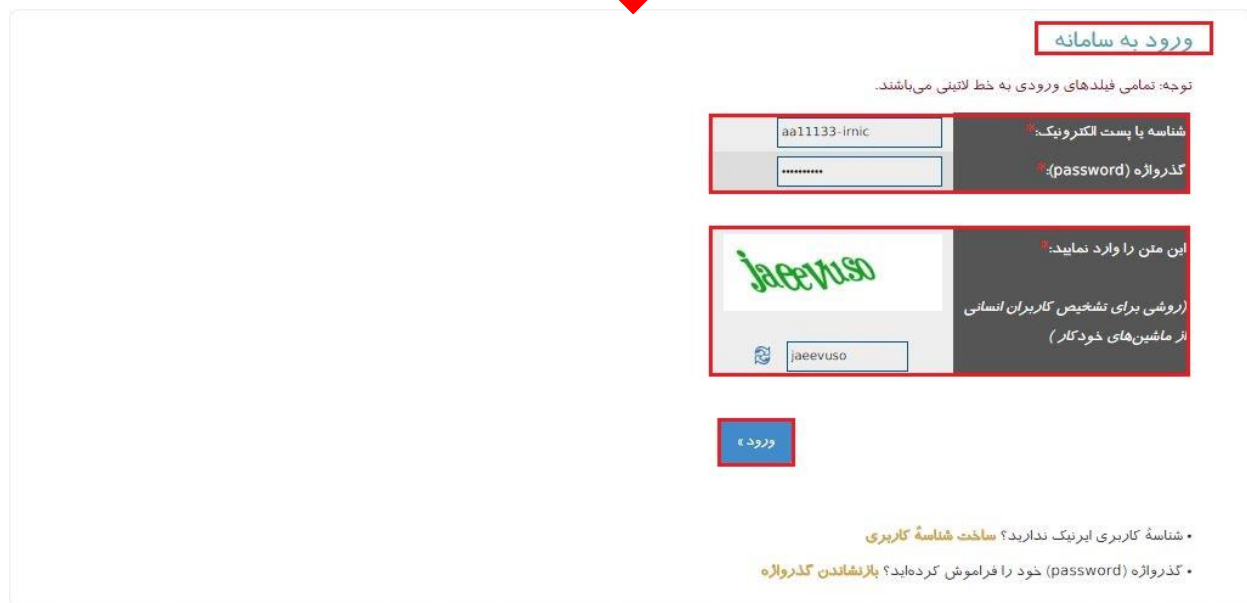 ورود به سامانه
توجه: تمامی فیلدهای ورودی به خط لاتینی می‌باشند.
شناسه یا پست الکترونیک:* aa11133-irnic
گذرواژه (password):* ••••••••••
این متن را وارد نمایید:*
jaeevuso
(روشی برای تشخیص کاربران انسانی
از ماشین‌های خودکار )
jaeevuso
ورود »
• شناسهٔ کاربری ایرنیک ندارید؟ ساخت شناسهٔ کاربری
• گذرواژه (password) خود را فراموش کرده‌اید؟ بازنشاندن گذرواژه